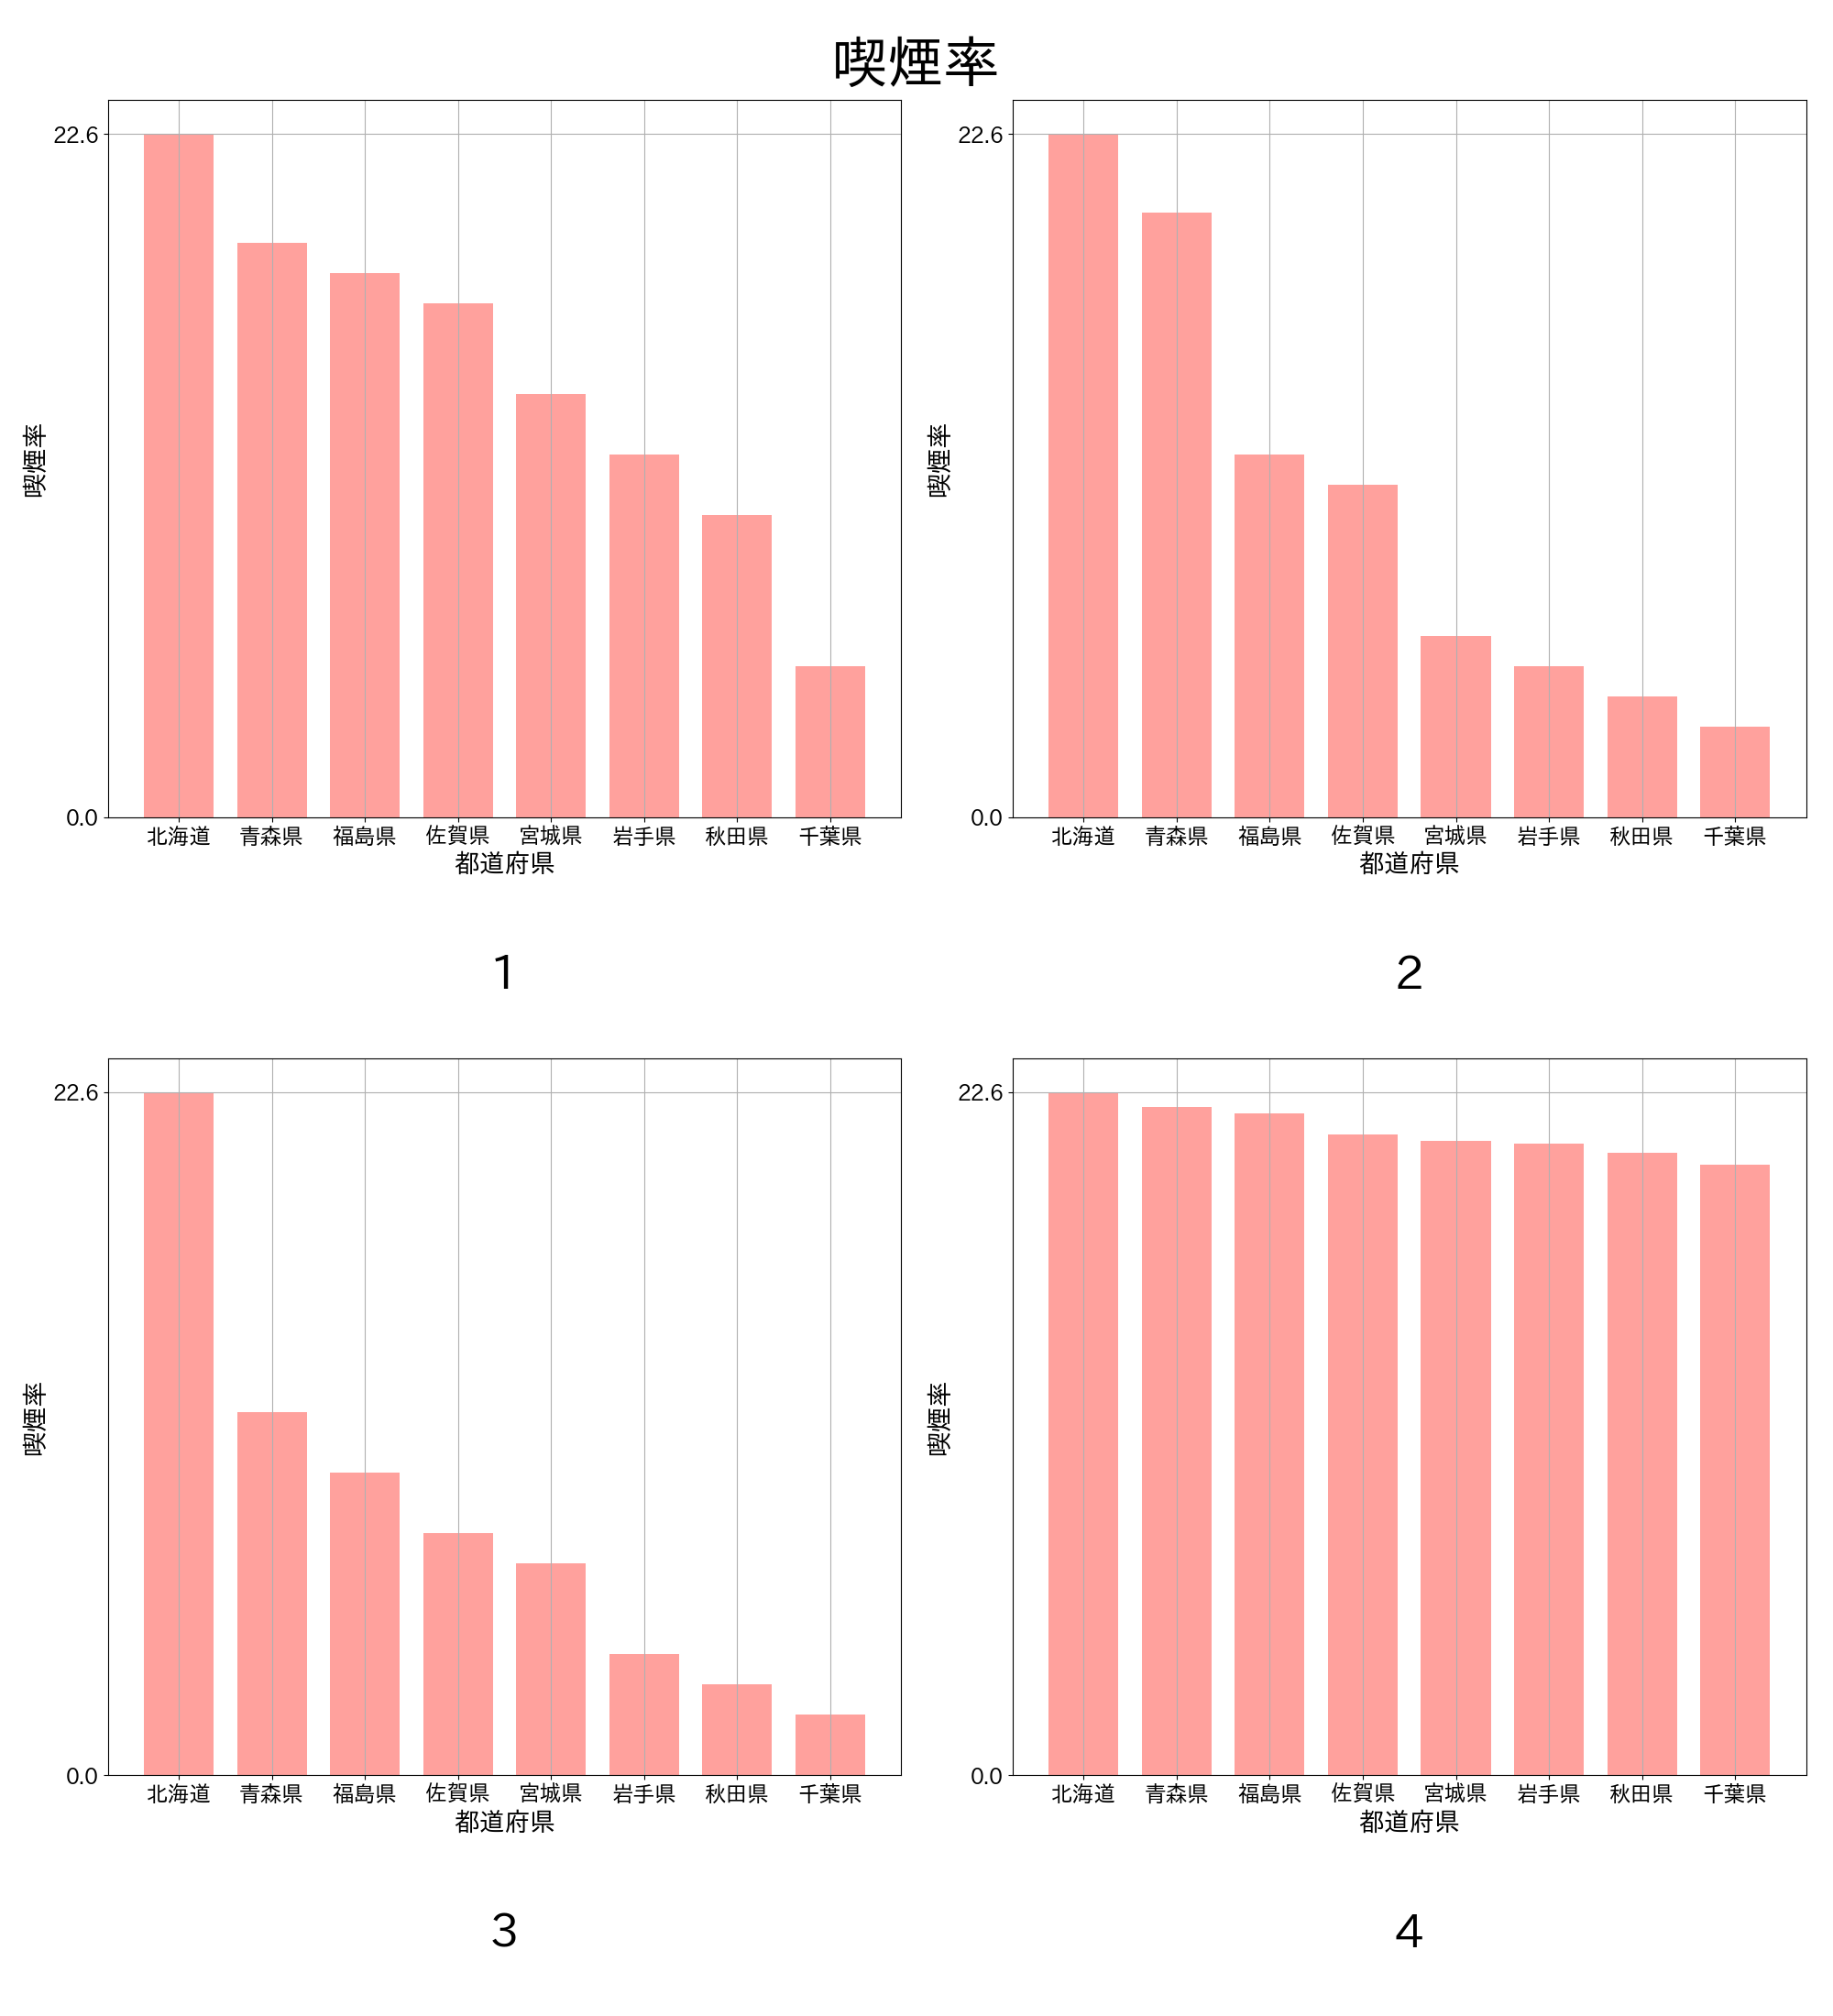 喫煙率
22.6
喫煙率
0.0
北海道 青森県 福島県 佐賀県 宮城県 岩手県 秋田県 千葉県
都道府県
1
22.6
喫煙率
0.0
北海道 青森県 福島県 佐賀県 宮城県 岩手県 秋田県 千葉県
都道府県
2
22.6
喫煙率
0.0
北海道 青森県 福島県 佐賀県 宮城県 岩手県 秋田県 千葉県
都道府県
3
22.6
喫煙率
0.0
北海道 青森県 福島県 佐賀県 宮城県 岩手県 秋田県 千葉県
都道府県
4